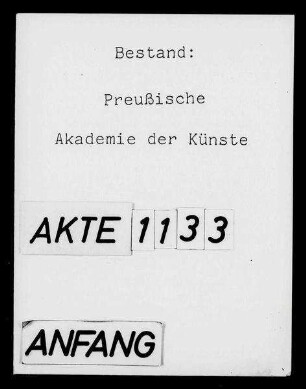 Bestand:
Preußische
Akademie der Künste
AKTE 1133
ANFANG